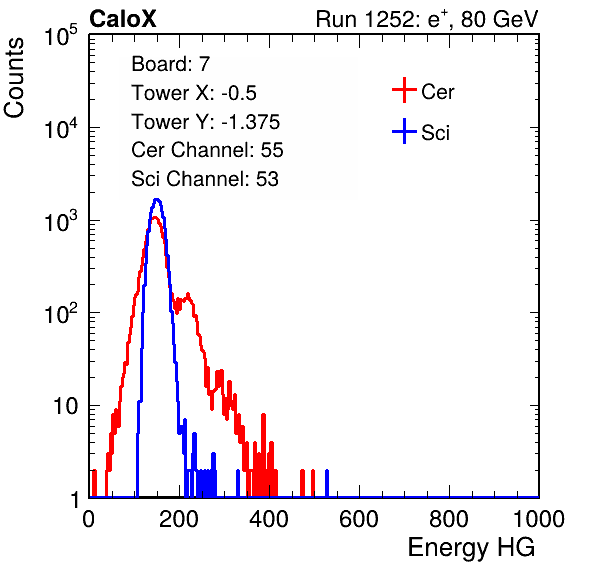 CaloX Run 1252: e⁺, 80 GeV
Counts
Board: 7
Tower X: -0.5
Tower Y: -1.375
Cer Channel: 55
Sci Channel: 53
Cer
Sci
10⁵
10⁴
10³
10²
10
1
0 200 400 600 800 1000
Energy HG